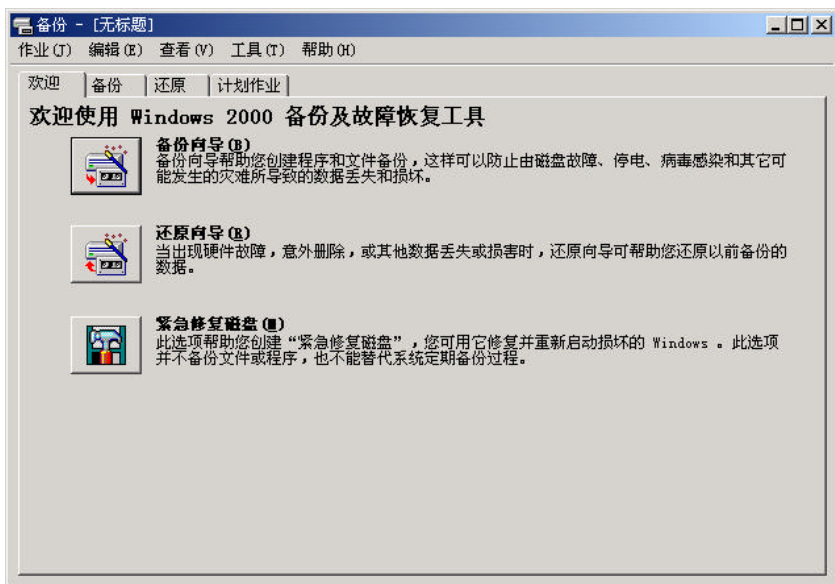 备份 - [无标题]
作业(J) 编辑(E) 查看(V) 工具(T) 帮助(H)
欢迎 备份 还原 计划作业
欢迎使用 Windows 2000 备份及故障恢复工具
备份向导(B)
备份向导帮助您创建程序和文件备份，这样可以防止由磁盘故障、停电、病毒感染和其它可
能发生的灾难所导致的数据丢失和损坏。
还原向导(R)
当出现硬件故障，意外删除，或其他数据丢失或损害时，还原向导可帮助您还原以前备份的
数据。
紧急修复磁盘(M)
此选项帮助您创建“紧急修复磁盘”，您可用它修复并重新启动损坏的 Windows 。此选项
并不备份文件或程序，也不能替代系统定期备份过程。